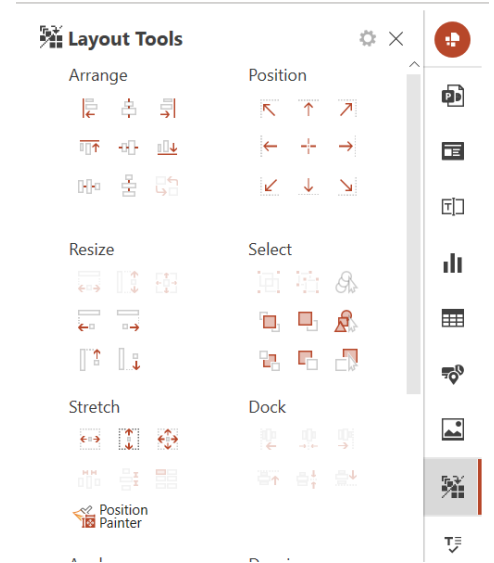 Layout Tools
Arrange
Position
Resize
Select
Stretch
Dock
Position
Painter